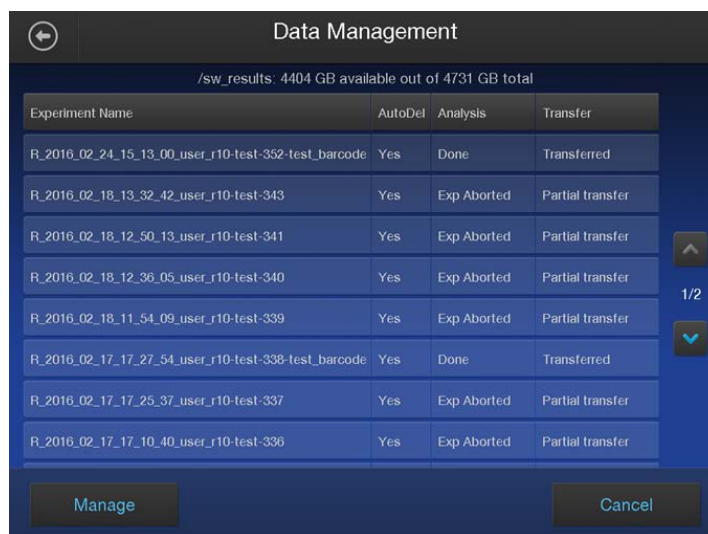 Data Management
/sw_results: 4404 GB available out of 4731 GB total
Experiment Name AutoDel Analysis Transfer
R_2016_02_24_15_13_00_user_r10-test-352-test_barcode Yes Done Transferred
R_2016_02_18_13_32_42_user_r10-test-343 Yes Exp Aborted Partial transfer
R_2016_02_18_12_50_13_user_r10-test-341 Yes Exp Aborted Partial transfer
R_2016_02_18_12_36_05_user_r10-test-340 Yes Exp Aborted Partial transfer
R_2016_02_18_11_54_09_user_r10-test-339 Yes Exp Aborted Partial transfer
R_2016_02_17_17_27_54_user_r10-test-338-test_barcode Yes Done Transferred
R_2016_02_17_17_25_37_user_r10-test-337 Yes Exp Aborted Partial transfer
R_2016_02_17_17_10_40_user_r10-test-336 Yes Exp Aborted Partial transfer
1/2
Manage Cancel